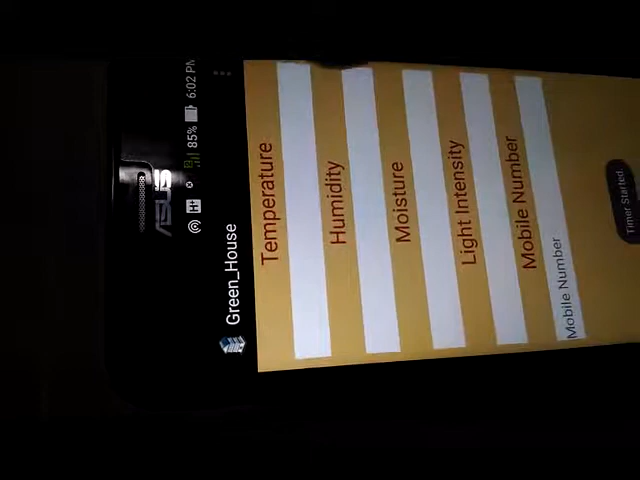 ASUS
H+ 85% 6:02 PM
Green_House
Temperature
Humidity
Moisture
Light Intensity
Mobile Number
Mobile Number
Timer Started.